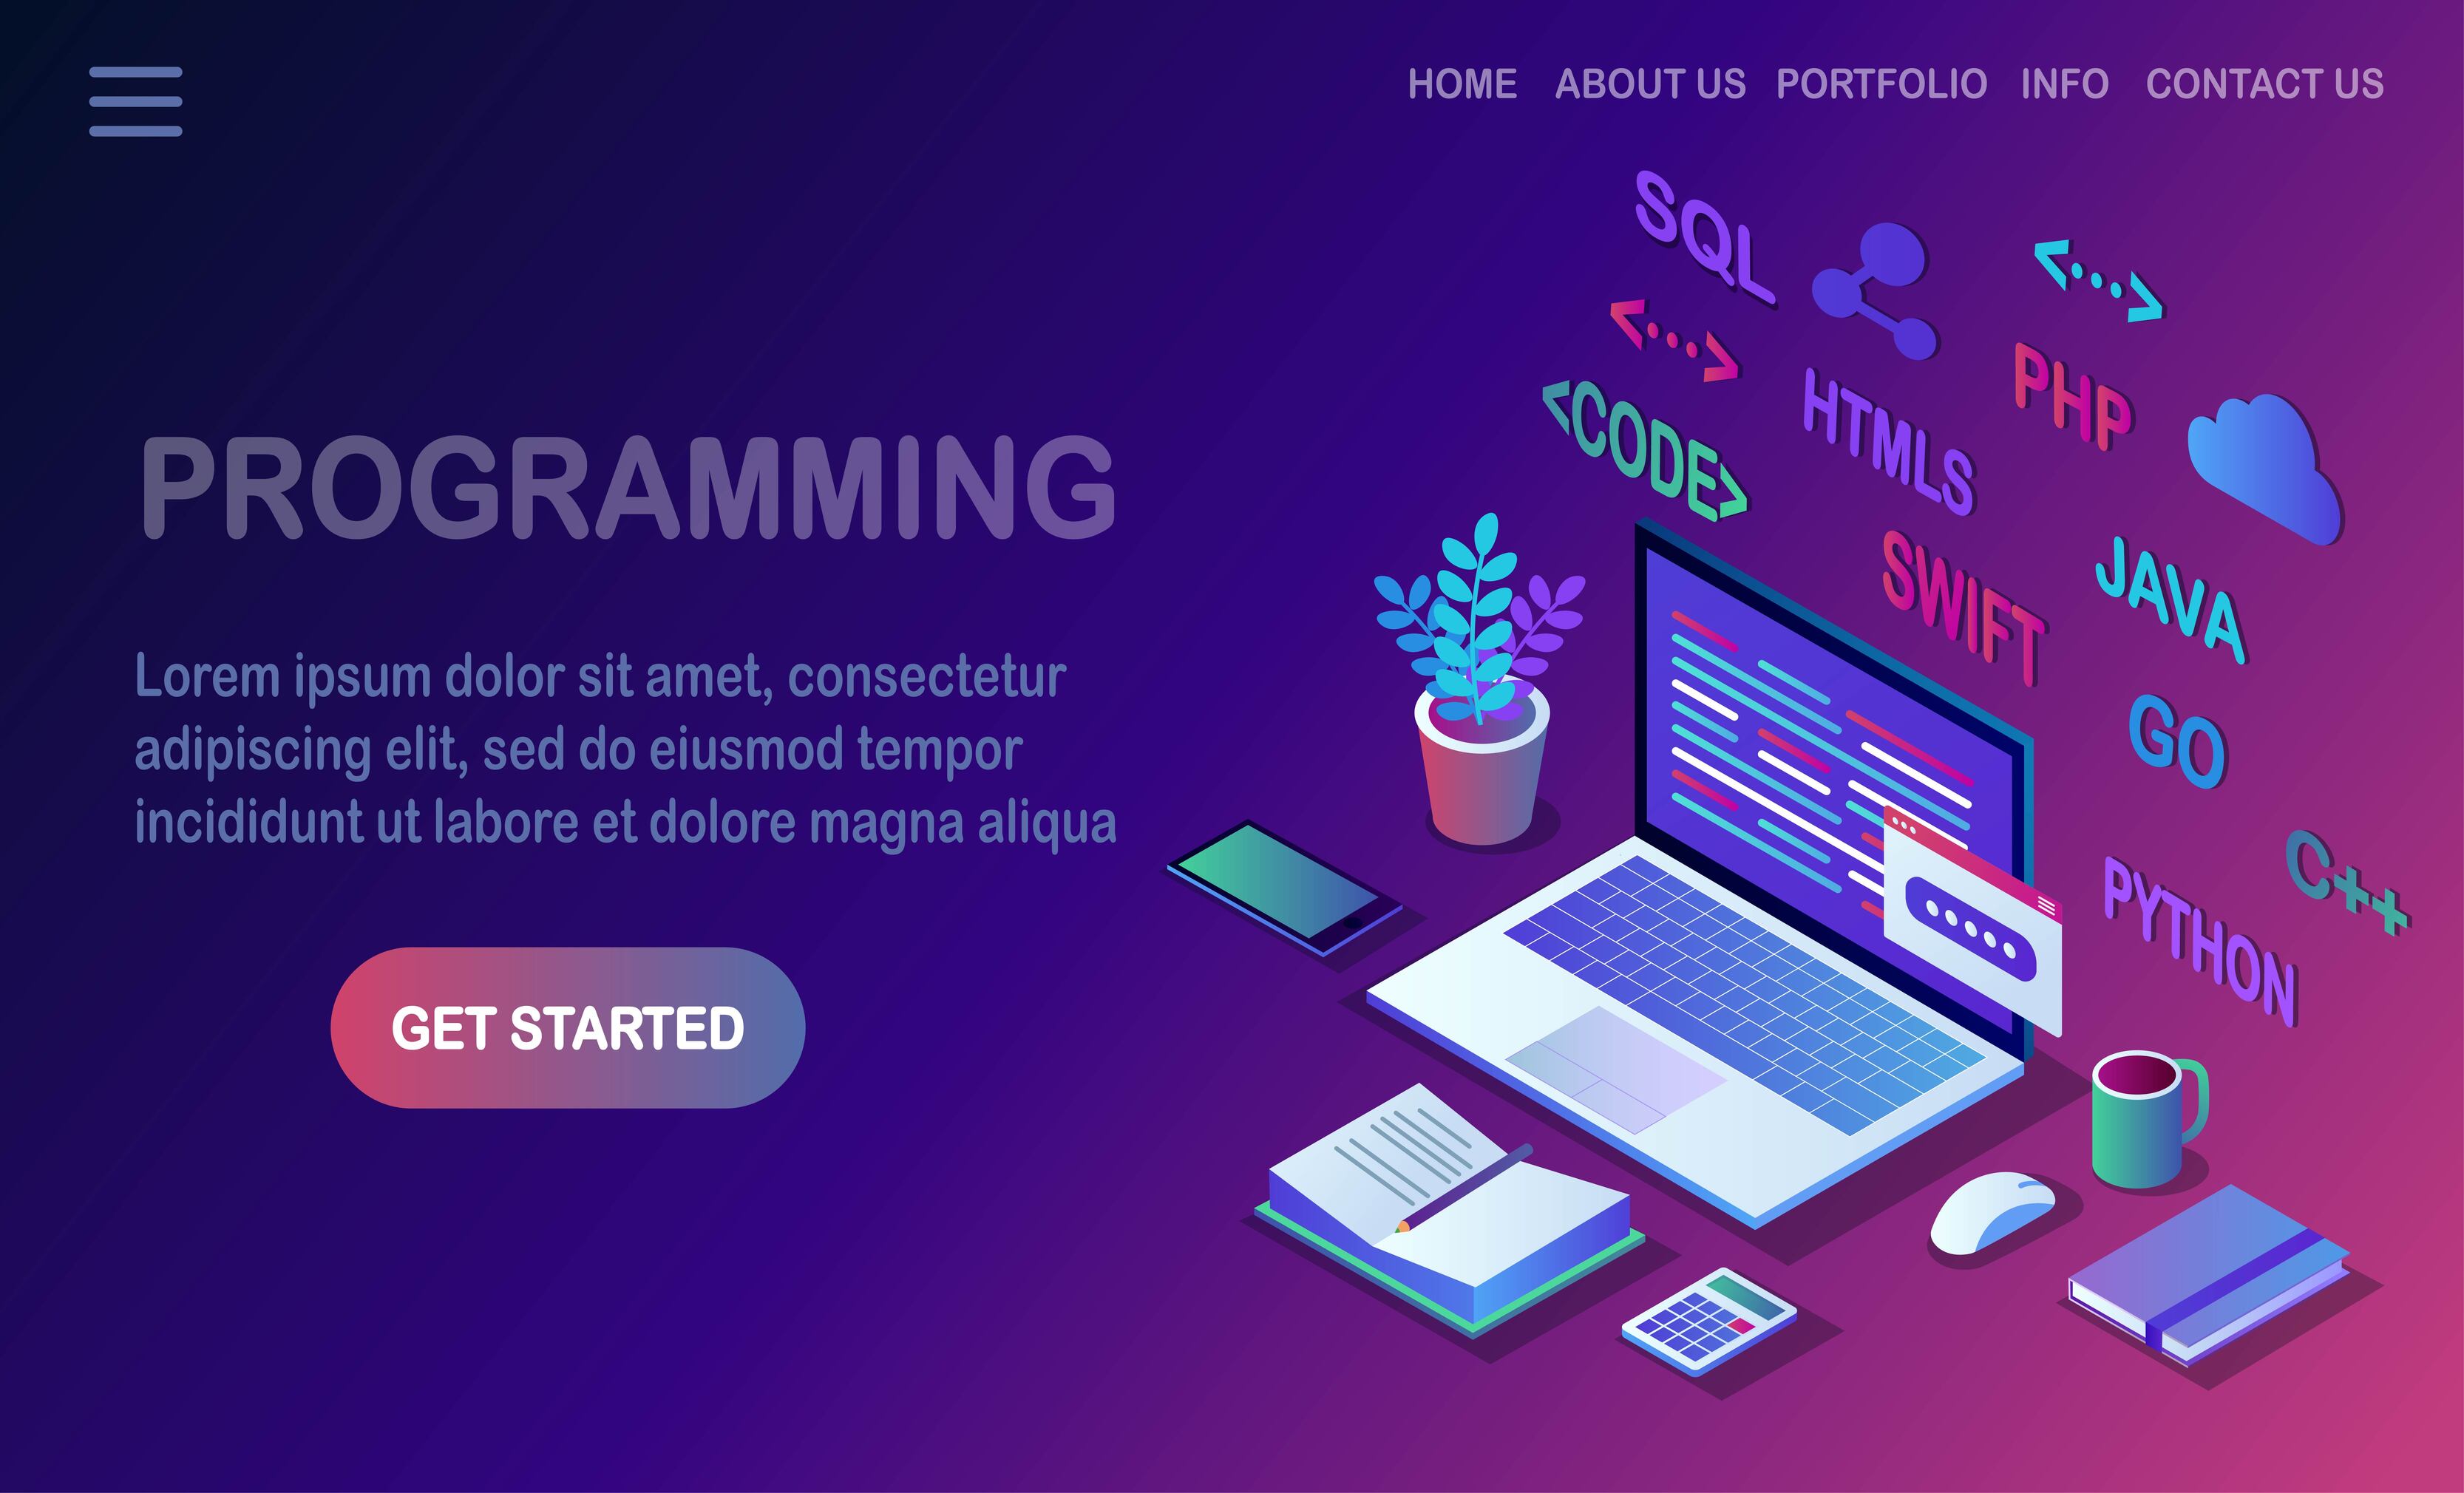 HOME ABOUT US PORTFOLIO INFO CONTACT US
PROGRAMMING
Lorem ipsum dolor sit amet, consectetur
adipiscing elit, sed do eiusmod tempor
incididunt ut labore et dolore magna aliqua
GET STARTED
SQL
<...>
<...>
<CODE>
HTMLS
PHP
SWIFT
JAVA
GO
PYTHON
C++